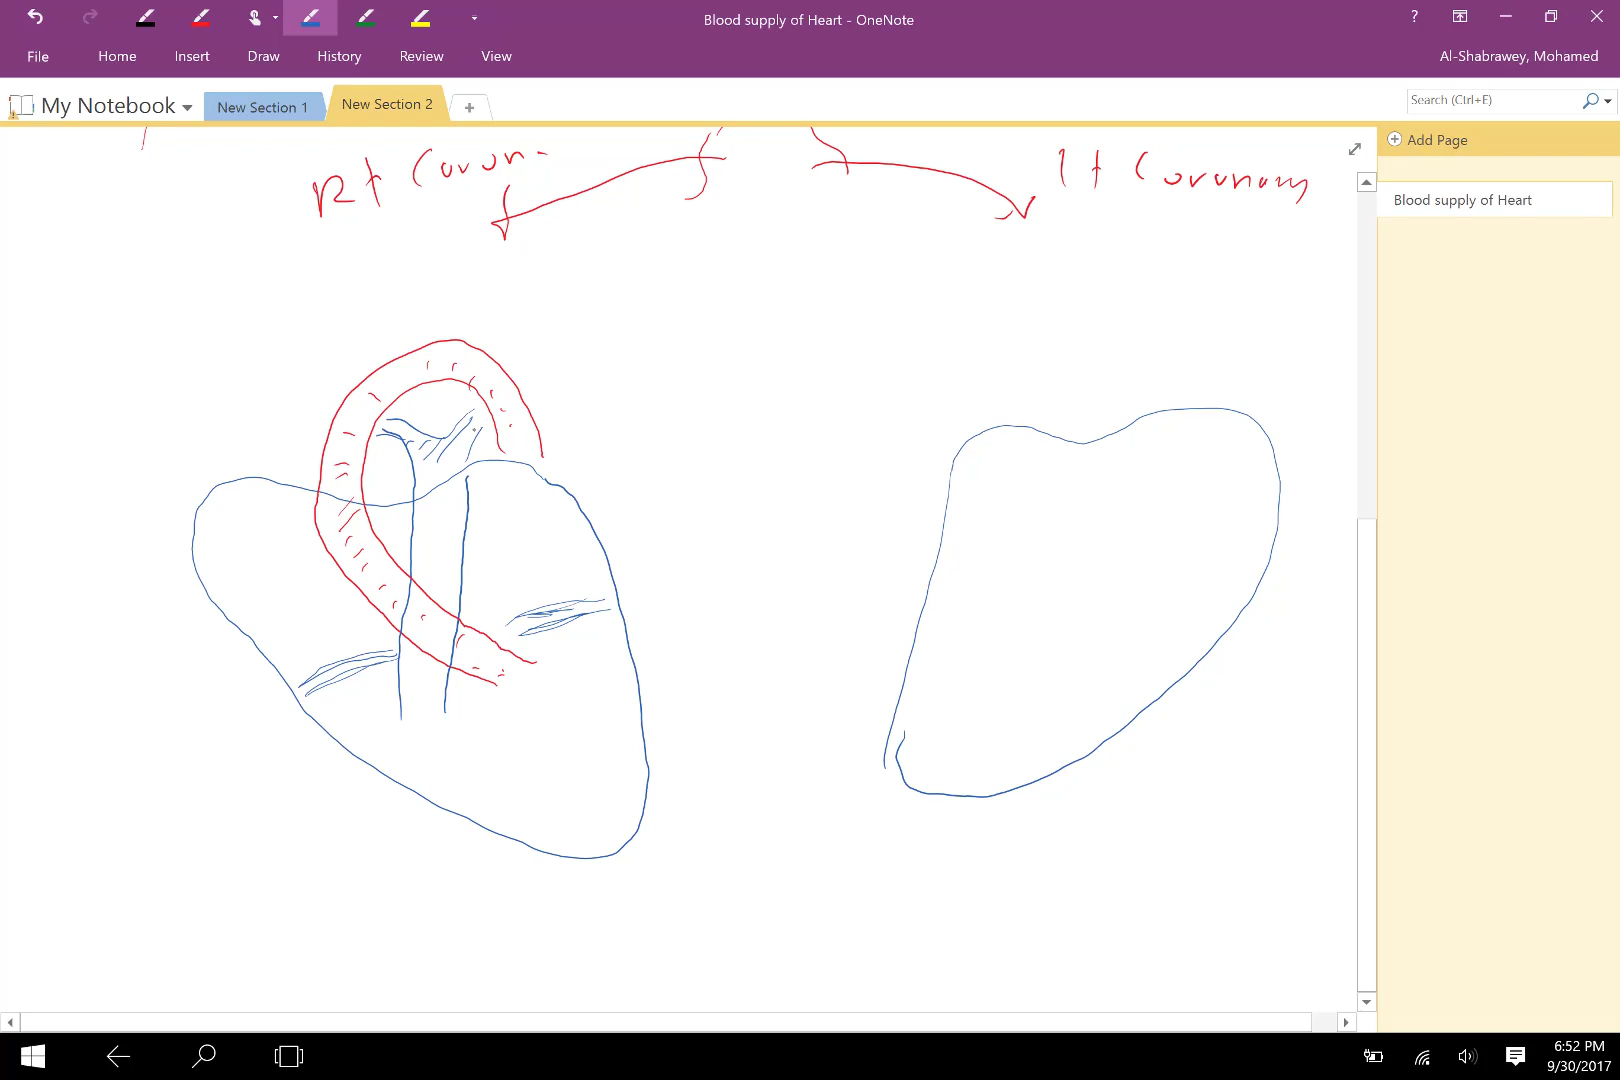 Blood supply of Heart - OneNote
?
File
Home
Insert
Draw
History
Review
View
Al-Shabrawey, Mohamed
My Notebook
New Section 1
New Section 2
+
Search (Ctrl+E)
Rt Coron-
Lt Coronary
Add Page
Blood supply of Heart
6:52 PM
9/30/2017